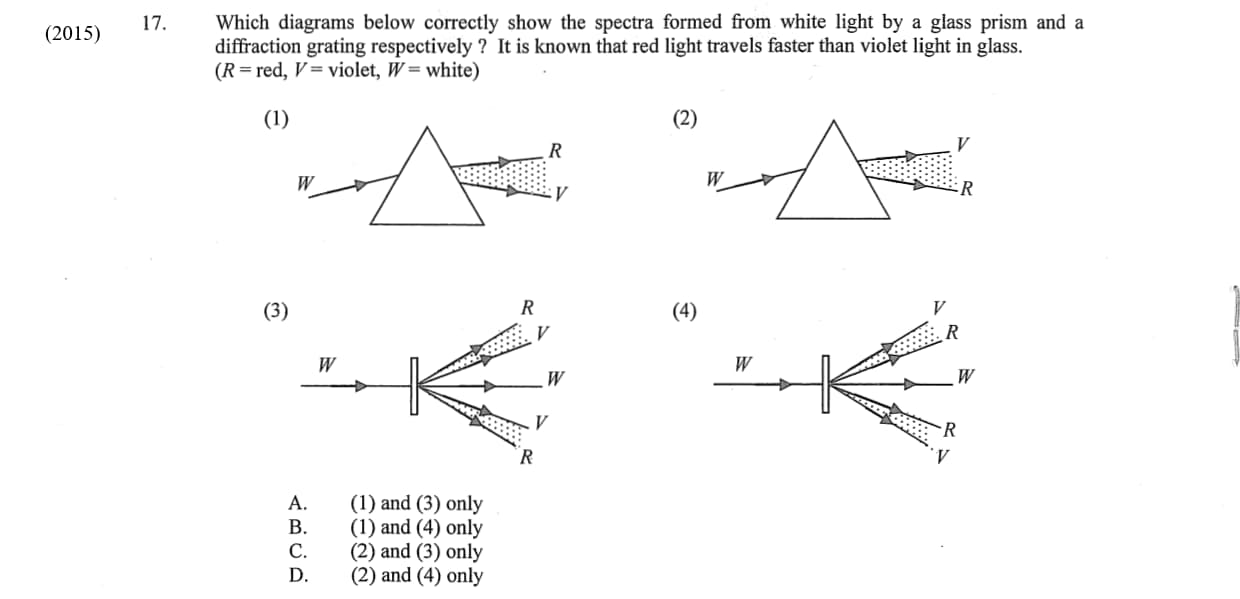 (2015)
17. Which diagrams below correctly show the spectra formed from white light by a glass prism and a
diffraction grating respectively ? It is known that red light travels faster than violet light in glass.
(R = red, V = violet, W = white)
(1) (2)
W R V
W V R
(3) (4)
R V W V R
W
V R W R V
W
A. (1) and (3) only
B. (1) and (4) only
C. (2) and (3) only
D. (2) and (4) only